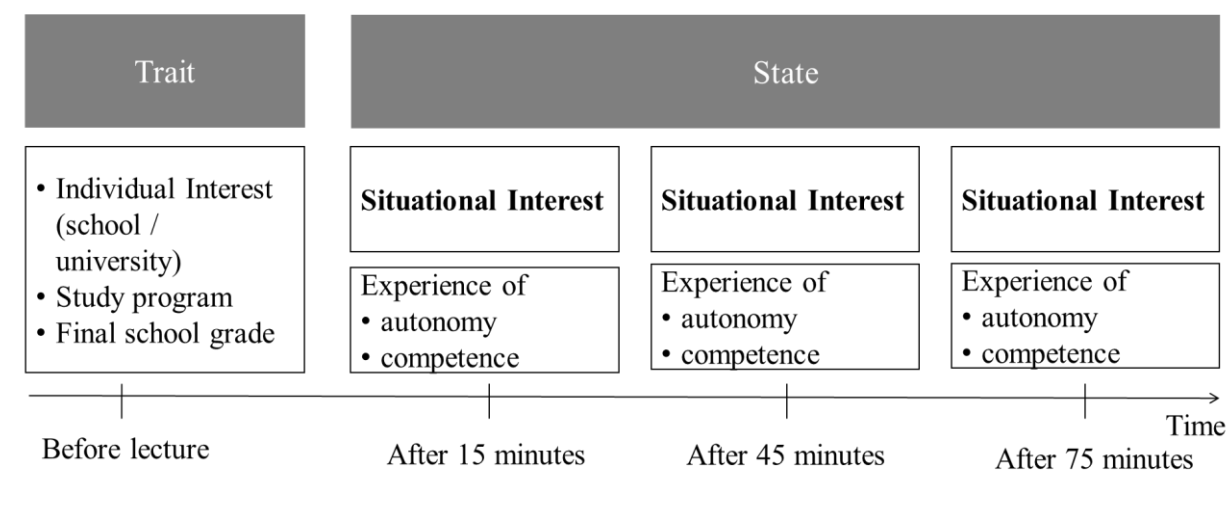 Trait
State
• Individual Interest
(school /
university)
• Study program
• Final school grade
Situational Interest
Experience of
• autonomy
• competence
Situational Interest
Experience of
• autonomy
• competence
Situational Interest
Experience of
• autonomy
• competence
Time
Before lecture
After 15 minutes
After 45 minutes
After 75 minutes